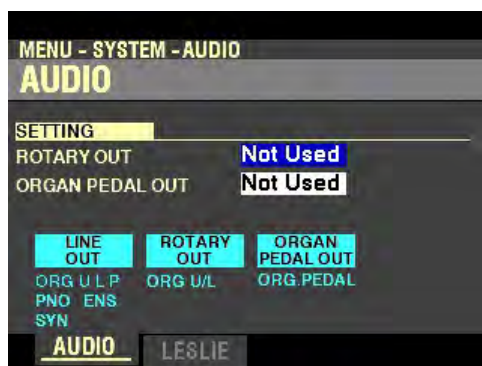 MENU - SYSTEM - AUDIO
AUDIO
SETTING
ROTARY OUT Not Used
ORGAN PEDAL OUT Not Used
LINE OUT ROTARY OUT ORGAN PEDAL OUT
ORG U L P ORG U/L ORG.PEDAL
PNO ENS
SYN
AUDIO LESLIE